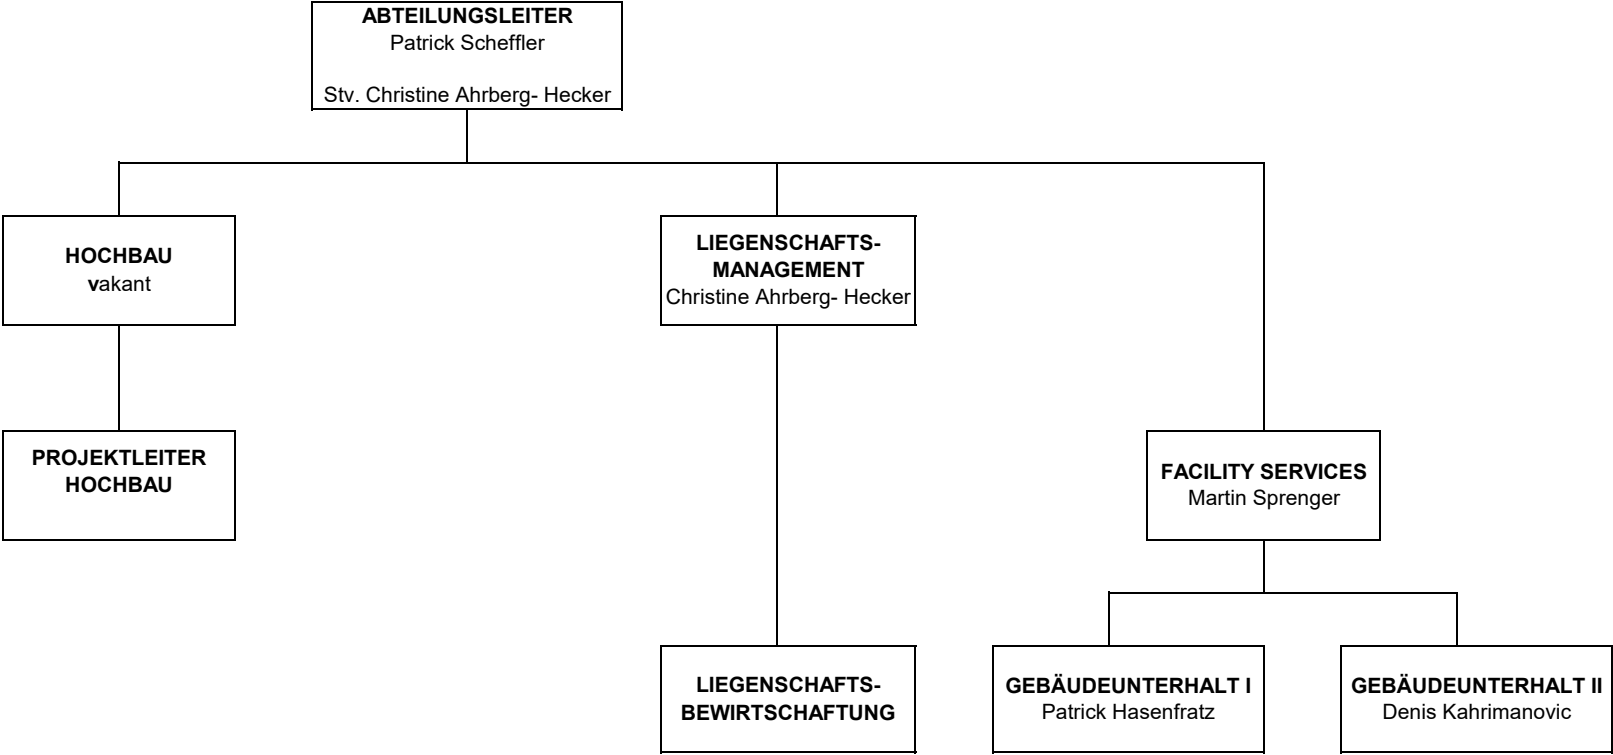 ABTEILUNGSLEITER
Patrick Scheffler
Stv. Christine Ahrberg- Hecker
HOCHBAU
vakant
LIEGENSCHAFTS-
MANAGEMENT
Christine Ahrberg- Hecker
PROJEKTLEITER
HOCHBAU
FACILITY SERVICES
Martin Sprenger
LIEGENSCHAFTS-
BEWIRTSCHAFTUNG
GEBÄUDEUNTERHALT I
Patrick Hasenfratz
GEBÄUDEUNTERHALT II
Denis Kahrimanovic